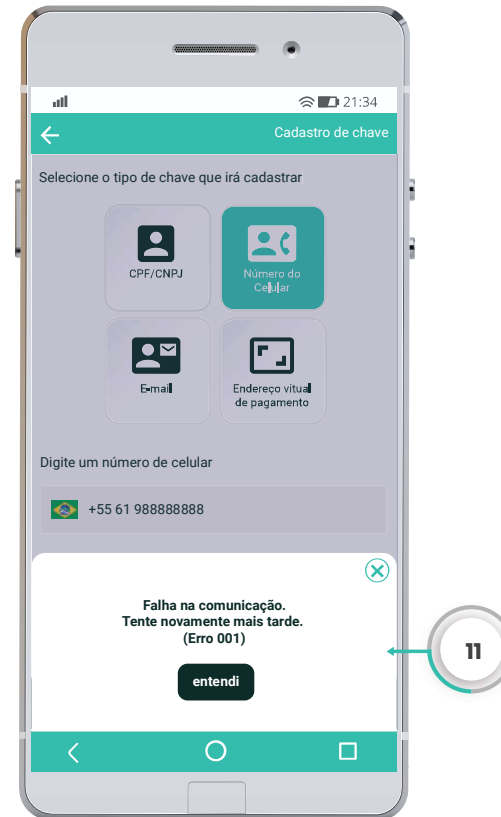 21:34
Cadastro de chave
Selecione o tipo de chave que irá cadastrar
CPF/CNPJ
Número do
Celular
E-mail
Endereço vitual
de pagamento
Digite um número de celular
+55 61 988888888
Falha na comunicação.
Tente novamente mais tarde.
(Erro 001)
entendi
11